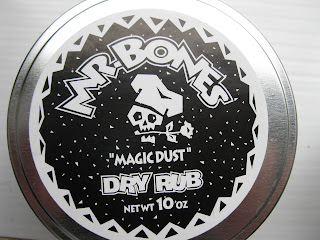 MR. BONES
"MAGIC DUST"
DRY RUB
NET WT 10 OZ